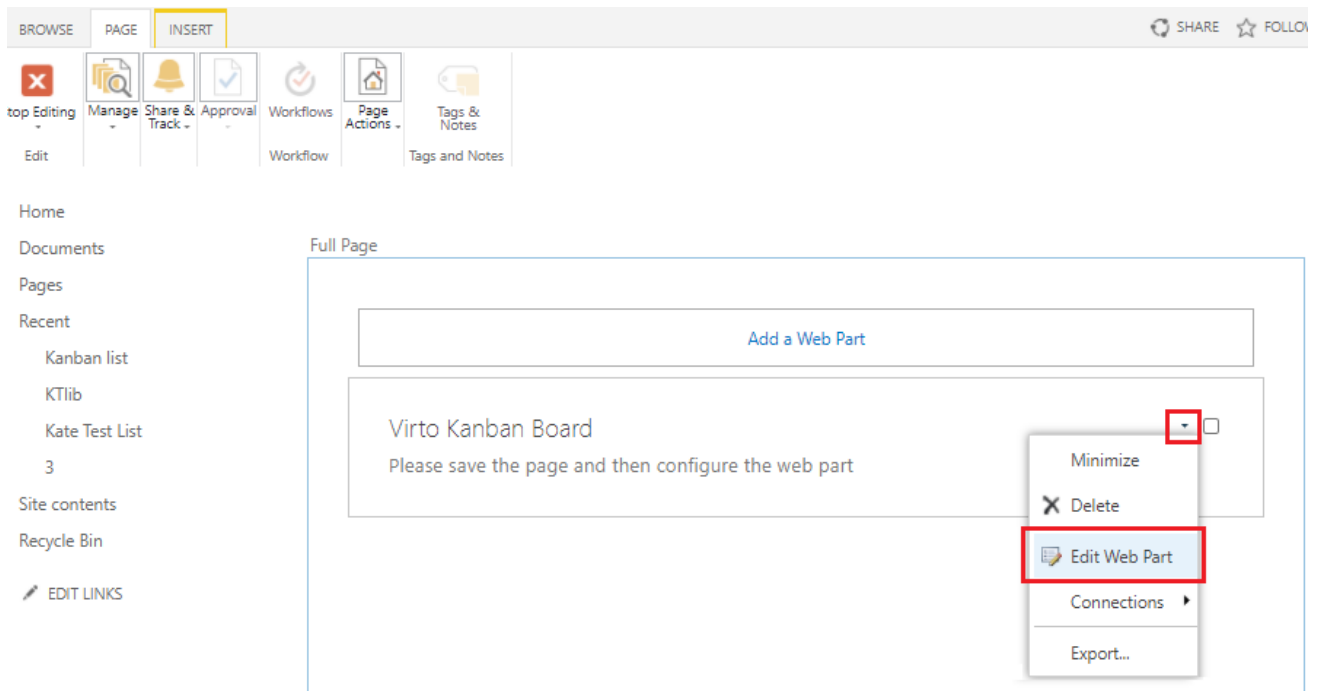 BROWSE PAGE INSERT SHARE FOLLOW
top Editing Manage Share & Track Approval Workflows Page Actions Tags & Notes
Edit Workflow Tags and Notes
Home
Documents
Pages
Recent
Kanban list
KTlib
Kate Test List
3
Site contents
Recycle Bin
EDIT LINKS
Full Page
Add a Web Part
Virto Kanban Board
Please save the page and then configure the web part
Minimize
Delete
Edit Web Part
Connections
Export...